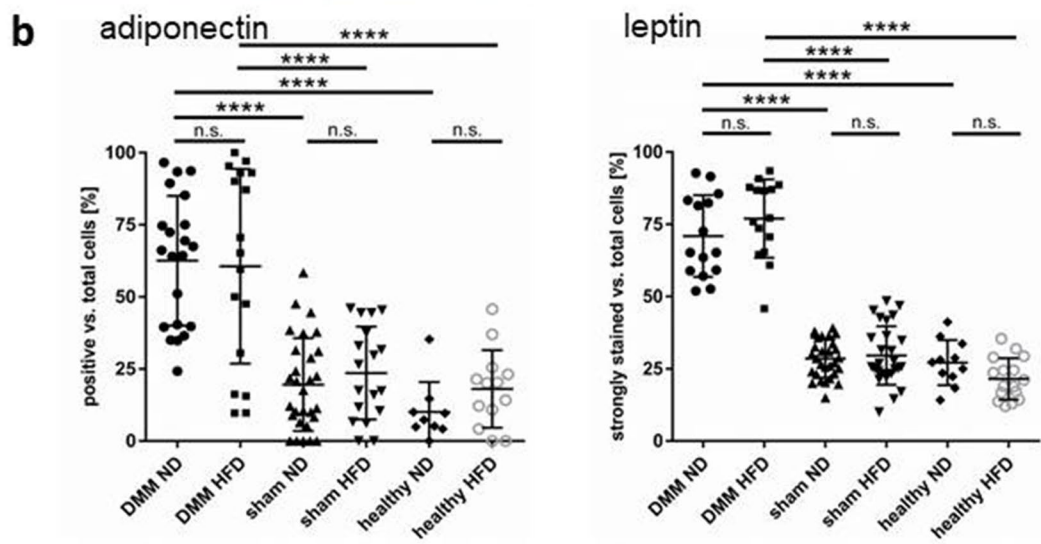 b
adiponectin
****
****
****
****
n.s.
n.s.
n.s.
positive vs. total cells [%]
100
75
50
25
0
DMM ND
DMM HFD
sham ND
sham HFD
healthy ND
healthy HFD
leptin
****
****
****
****
n.s.
n.s.
n.s.
strongly stained vs. total cells [%]
100
75
50
25
0
DMM ND
DMM HFD
sham ND
sham HFD
healthy ND
healthy HFD